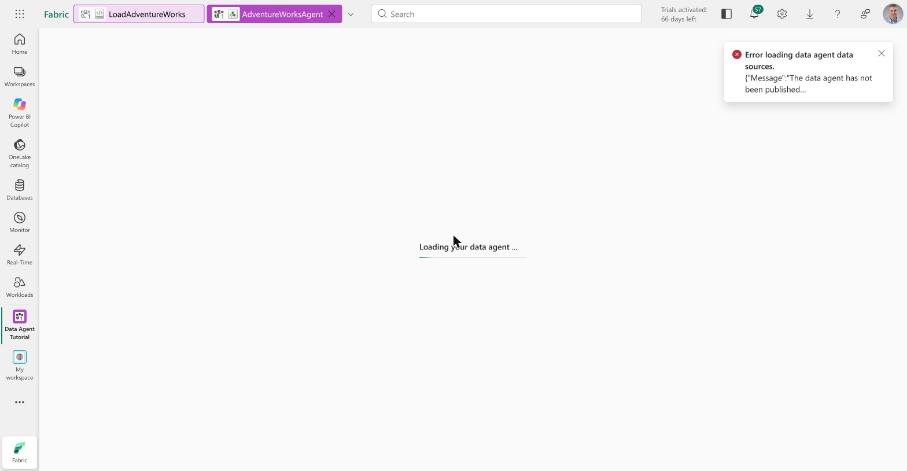 Fabric
LoadAdventureWorks
AdventureWorksAgent
Search
Trials activated:
66 days left
57
?
Home
Workspaces
Power BI
Copilot
OneLake
catalog
Databases
Monitor
Real-Time
Workloads
Data Agent
Tutorial
My
workspace
...
Fabric
Error loading data agent data
sources.
{"Message":"The data agent has not
been published...
Loading your data agent ...